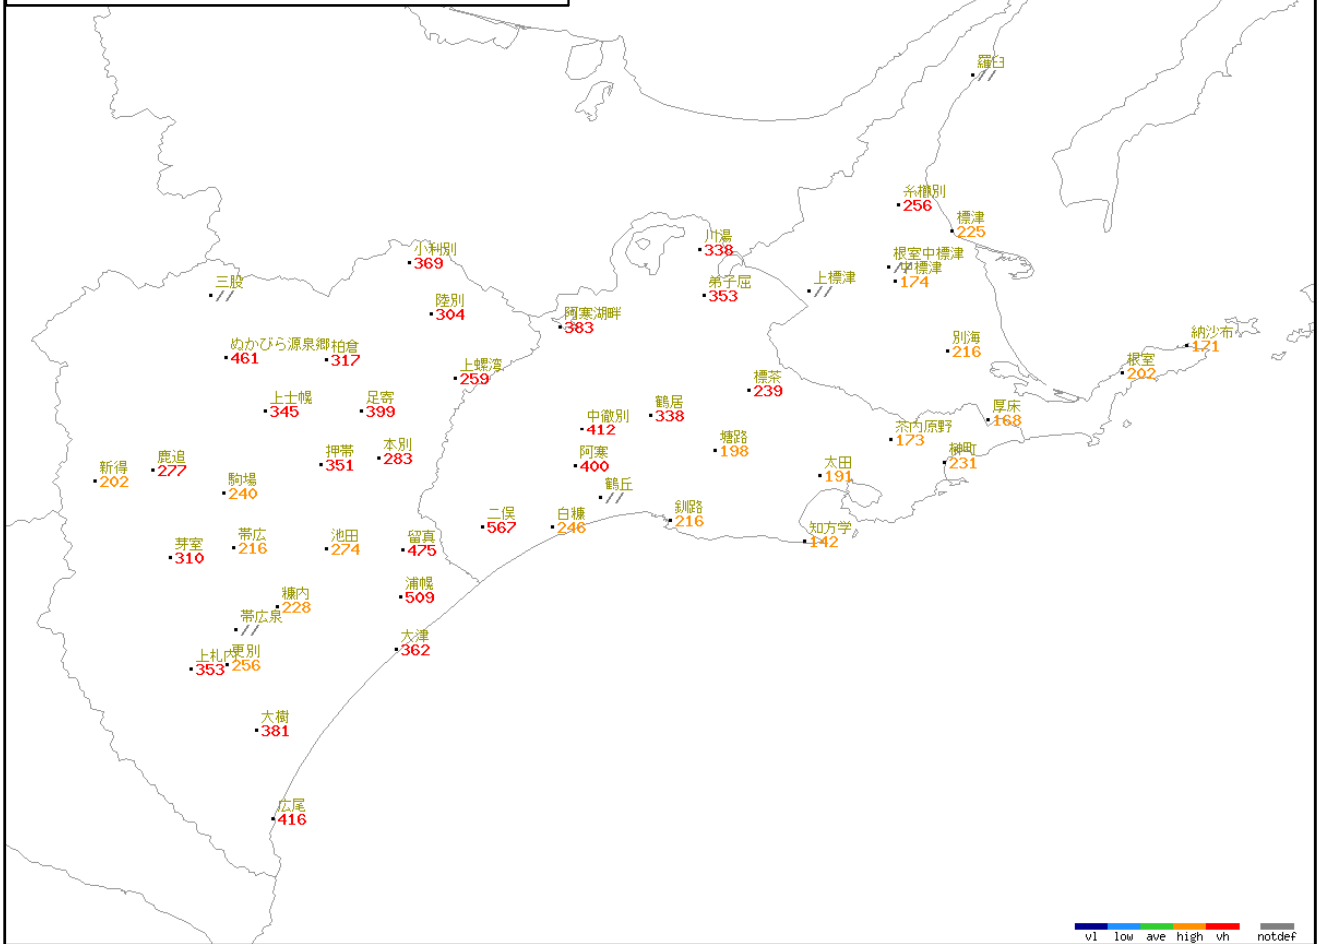 羅臼
//
糸櫛別
256
標津
225
根室中標津
//
中標津
174
川湯
338
小利別
369
弟子屈
353
上標津
//
三股
//
陸別
304
阿寒湖畔
383
納沙布
171
別海
216
根室
202
ぬかびら源泉郷
461
柏倉
317
上螺湾
259
標茶
239
上士幌
345
足寄
399
鶴居
338
中徹別
412
厚床
168
茶内原野
173
榊町
231
塘路
198
本別
283
押帯
351
鹿追
277
新得
202
阿寒
400
太田
191
駒場
240
鶴丘
//
二俣
567
白糠
246
釧路
216
知方学
142
帯広
216
池田
274
留真
475
芽室
310
浦幌
509
糠内
228
帯広泉
//
大津
362
更別
256
上札内
353
大樹
381
広尾
416
vl low ave high vh notdef